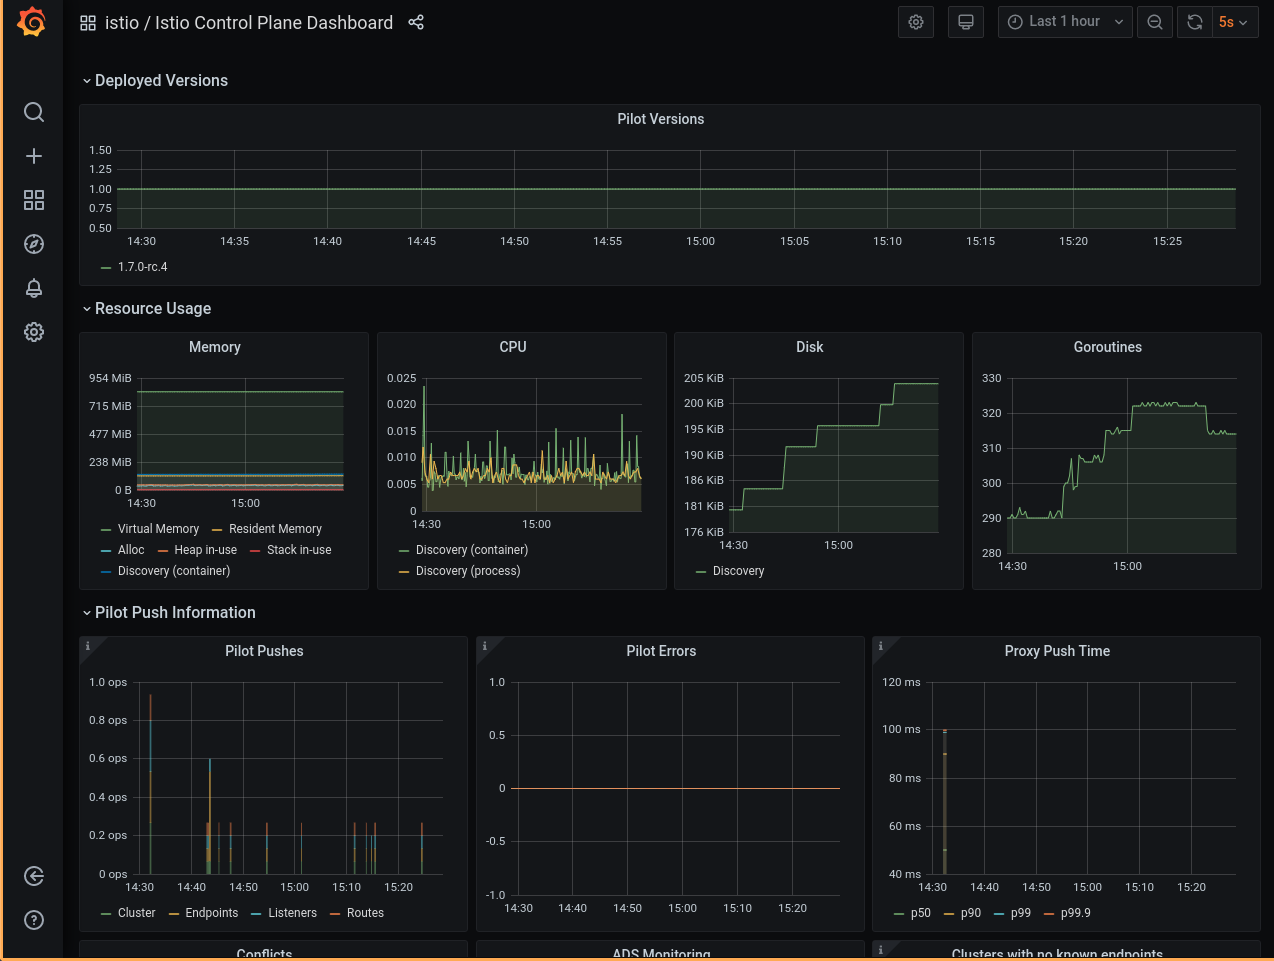 istio / Istio Control Plane Dashboard
Last 1 hour
5s
Deployed Versions
Pilot Versions
1.50
1.25
1.00
0.75
0.50
14:30 14:35 14:40 14:45 14:50 14:55 15:00 15:05 15:10 15:15 15:20 15:25
1.7.0-rc.4
Resource Usage
Memory
954 MiB
715 MiB
477 MiB
238 MiB
0 B
14:30 15:00
Virtual Memory Resident Memory
Alloc Heap in-use Stack in-use
Discovery (container)
CPU
0.025
0.020
0.015
0.010
0.005
0
14:30 15:00
Discovery (container)
Discovery (process)
Disk
205 KiB
200 KiB
195 KiB
190 KiB
186 KiB
181 KiB
176 KiB
14:30 15:00
Discovery
Goroutines
330
320
310
300
290
280
14:30 15:00
Pilot Push Information
Pilot Pushes
1.0 ops
0.8 ops
0.6 ops
0.4 ops
0.2 ops
0 ops
14:30 14:40 14:50 15:00 15:10 15:20
Cluster Endpoints Listeners Routes
Pilot Errors
1.0
0.5
0
-0.5
-1.0
14:30 14:40 14:50 15:00 15:10 15:20
Proxy Push Time
120 ms
100 ms
80 ms
60 ms
40 ms
14:30 14:40 14:50 15:00 15:10 15:20
p50 p90 p99 p99.9
Conflicts
ADS Monitoring
Clusters with no known endpoints